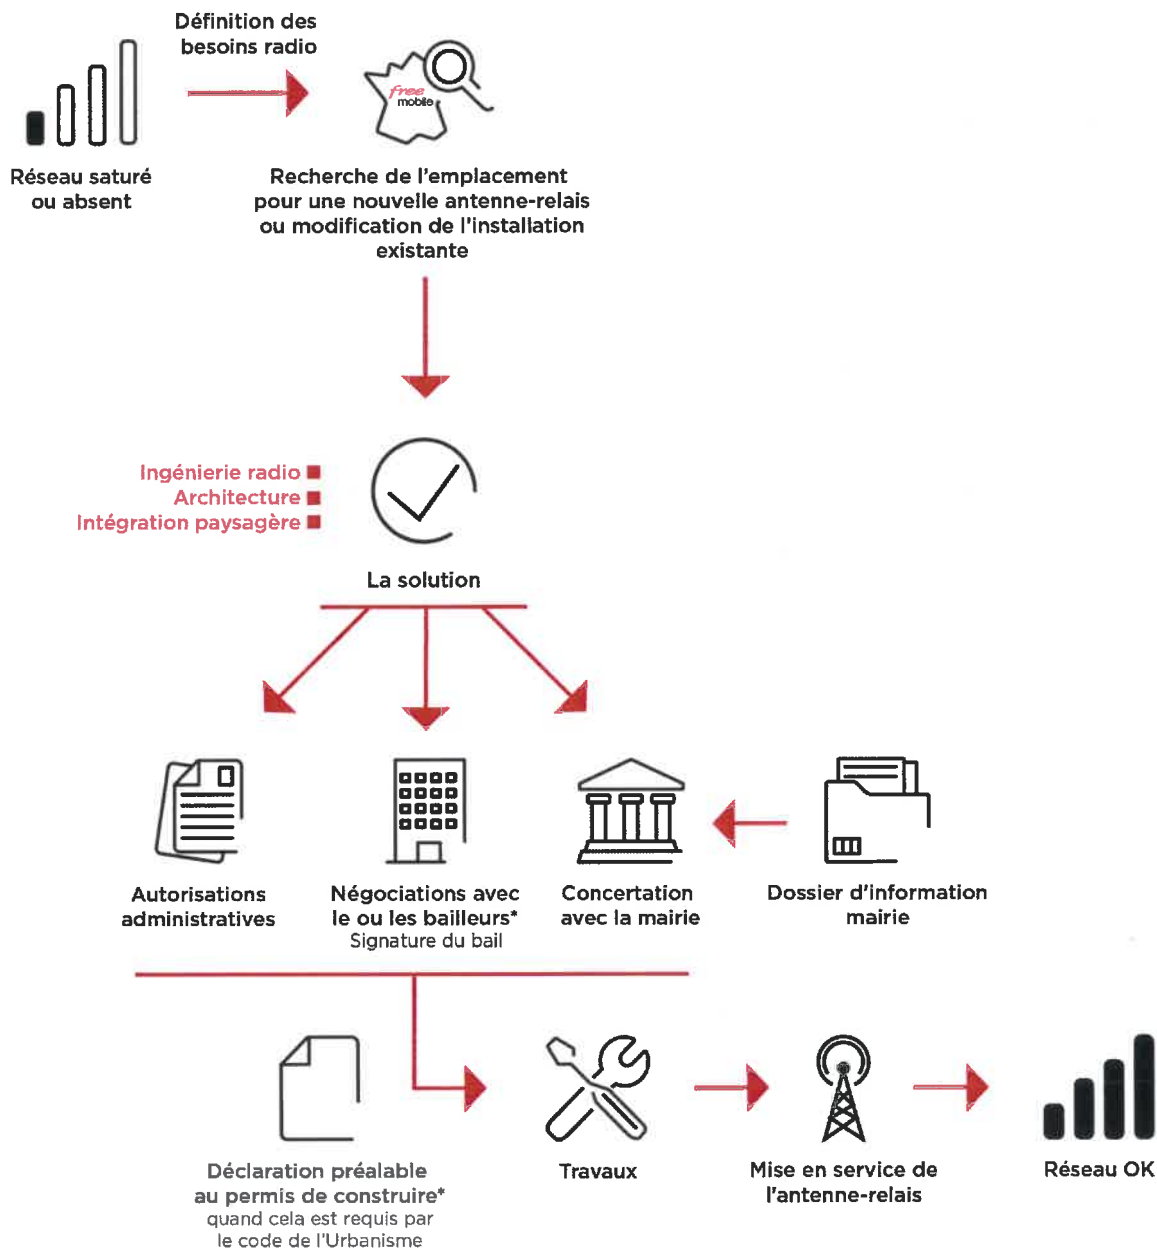 Définition des
besoins radio
free
mobile
Réseau saturé
ou absent
Recherche de l'emplacement
pour une nouvelle antenne-relais
ou modification de l'installation
existante
Ingénierie radio
Architecture
Intégration paysagère
La solution
Autorisations
administratives
Négociations avec
le ou les bailleurs*
Signature du bail
Concertation
avec la mairie
Dossier d'information
mairie
Déclaration préalable
au permis de construire*
quand cela est requis par
le code de l'Urbanisme
Travaux
Mise en service de
l'antenne-relais
Réseau OK